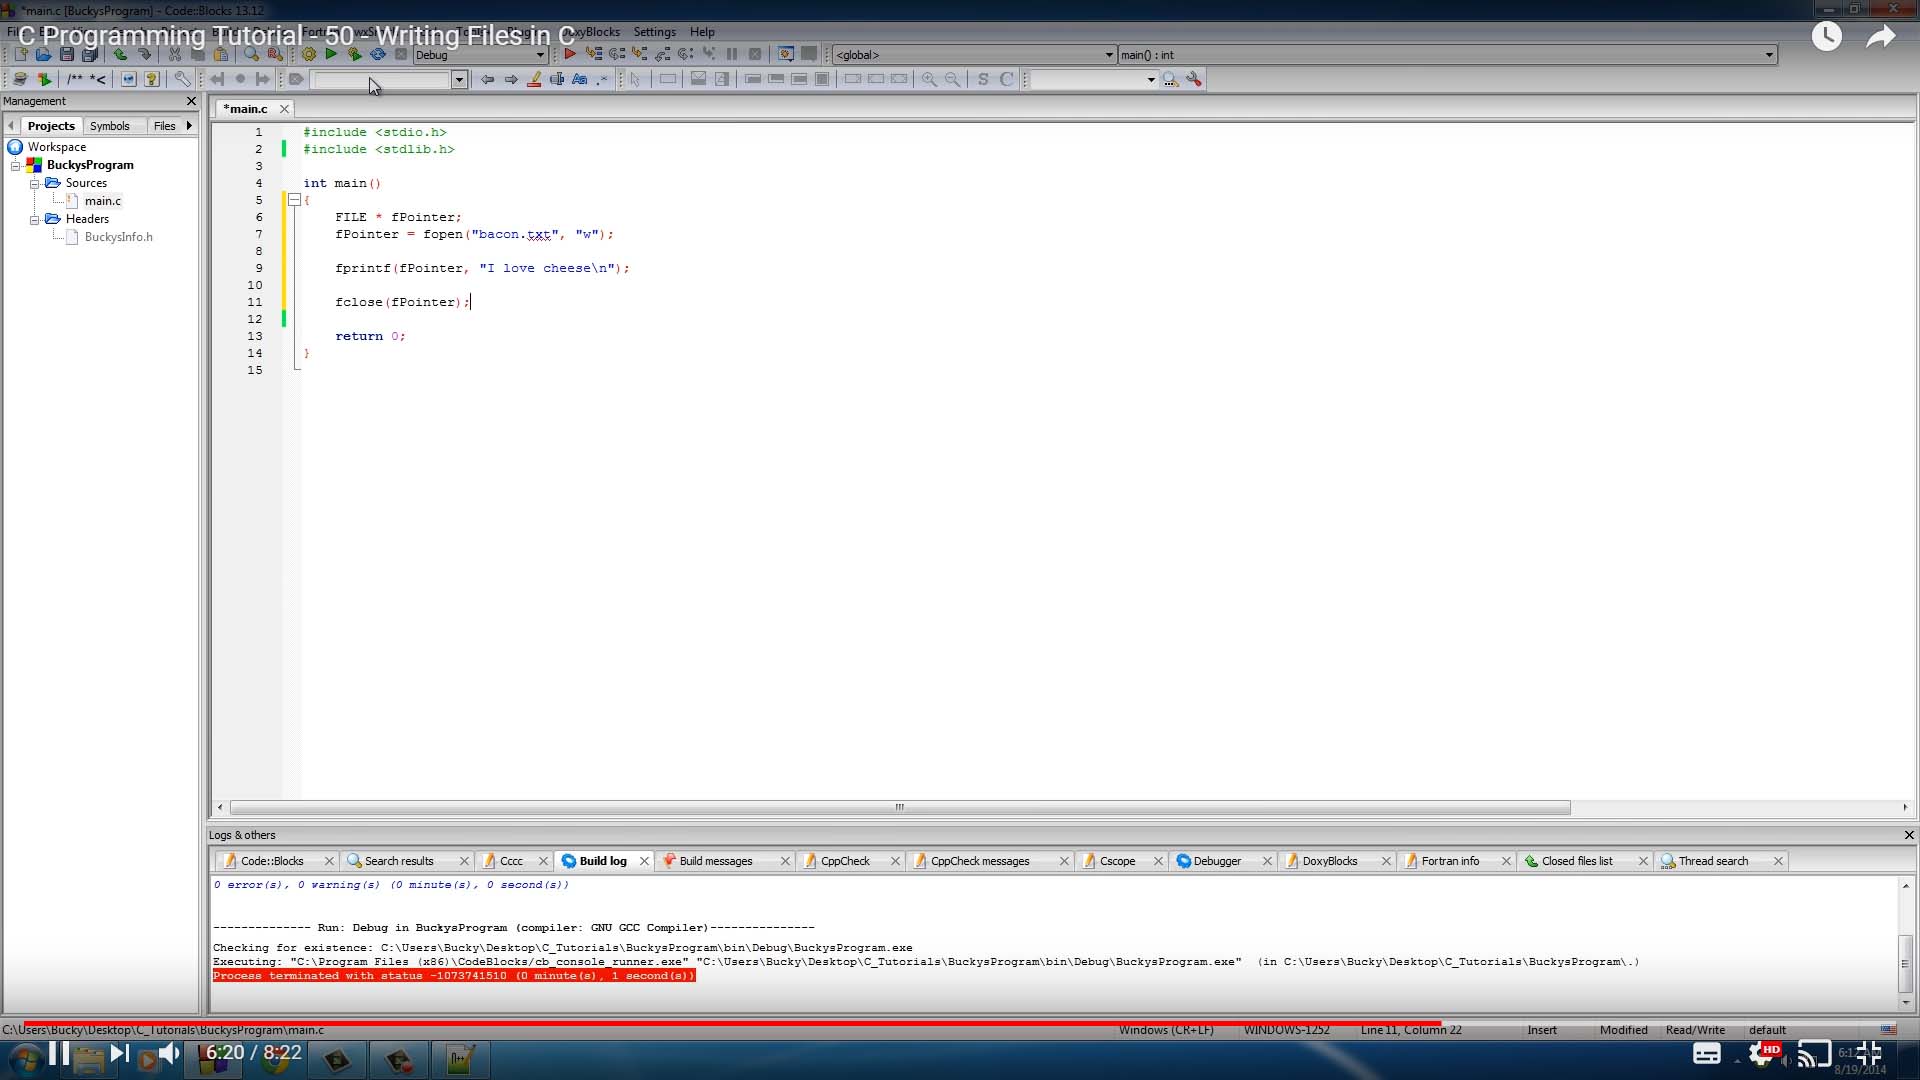 *main.c [BuckysProgram] - Code::Blocks 13.12
C Programming Tutorial - 50 - Writing Files in C
DoxyBlocks Settings Help
Debug
<global>
main() : int
/** *<
Management
Projects Symbols Files
*main.c
Workspace
BuckysProgram
Sources
main.c
Headers
BuckysInfo.h
1 #include <stdio.h>
2 #include <stdlib.h>
3
4 int main()
5 {
6 FILE * fPointer;
7 fPointer = fopen("bacon.txt", "w");
8
9 fprintf(fPointer, "I love cheese\n");
10
11 fclose(fPointer);
12
13 return 0;
14 }
15
Logs & others
Code::Blocks Search results Cccc Build log Build messages CppCheck CppCheck messages Cscope Debugger DoxyBlocks Fortran info Closed files list Thread search
0 error(s), 0 warning(s) (0 minute(s), 0 second(s))
-------------- Run: Debug in BuckysProgram (compiler: GNU GCC Compiler)---------------
Checking for existence: C:\Users\Bucky\Desktop\C_Tutorials\BuckysProgram\bin\Debug\BuckysProgram.exe
Executing: "C:\Program Files (x86)\CodeBlocks/cb_console_runner.exe" "C:\Users\Bucky\Desktop\C_Tutorials\BuckysProgram\bin\Debug\BuckysProgram.exe"  (in C:\Users\Bucky\Desktop\C_Tutorials\BuckysProgram\.)
Process terminated with status -1073741510 (0 minute(s), 1 second(s))
C:\Users\Bucky\Desktop\C_Tutorials\BuckysProgram\main.c Windows (CR+LF) WINDOWS-1252 Line 11, Column 22 Insert Modified Read/Write default
6:20 / 8:22
HD
8/19/2014